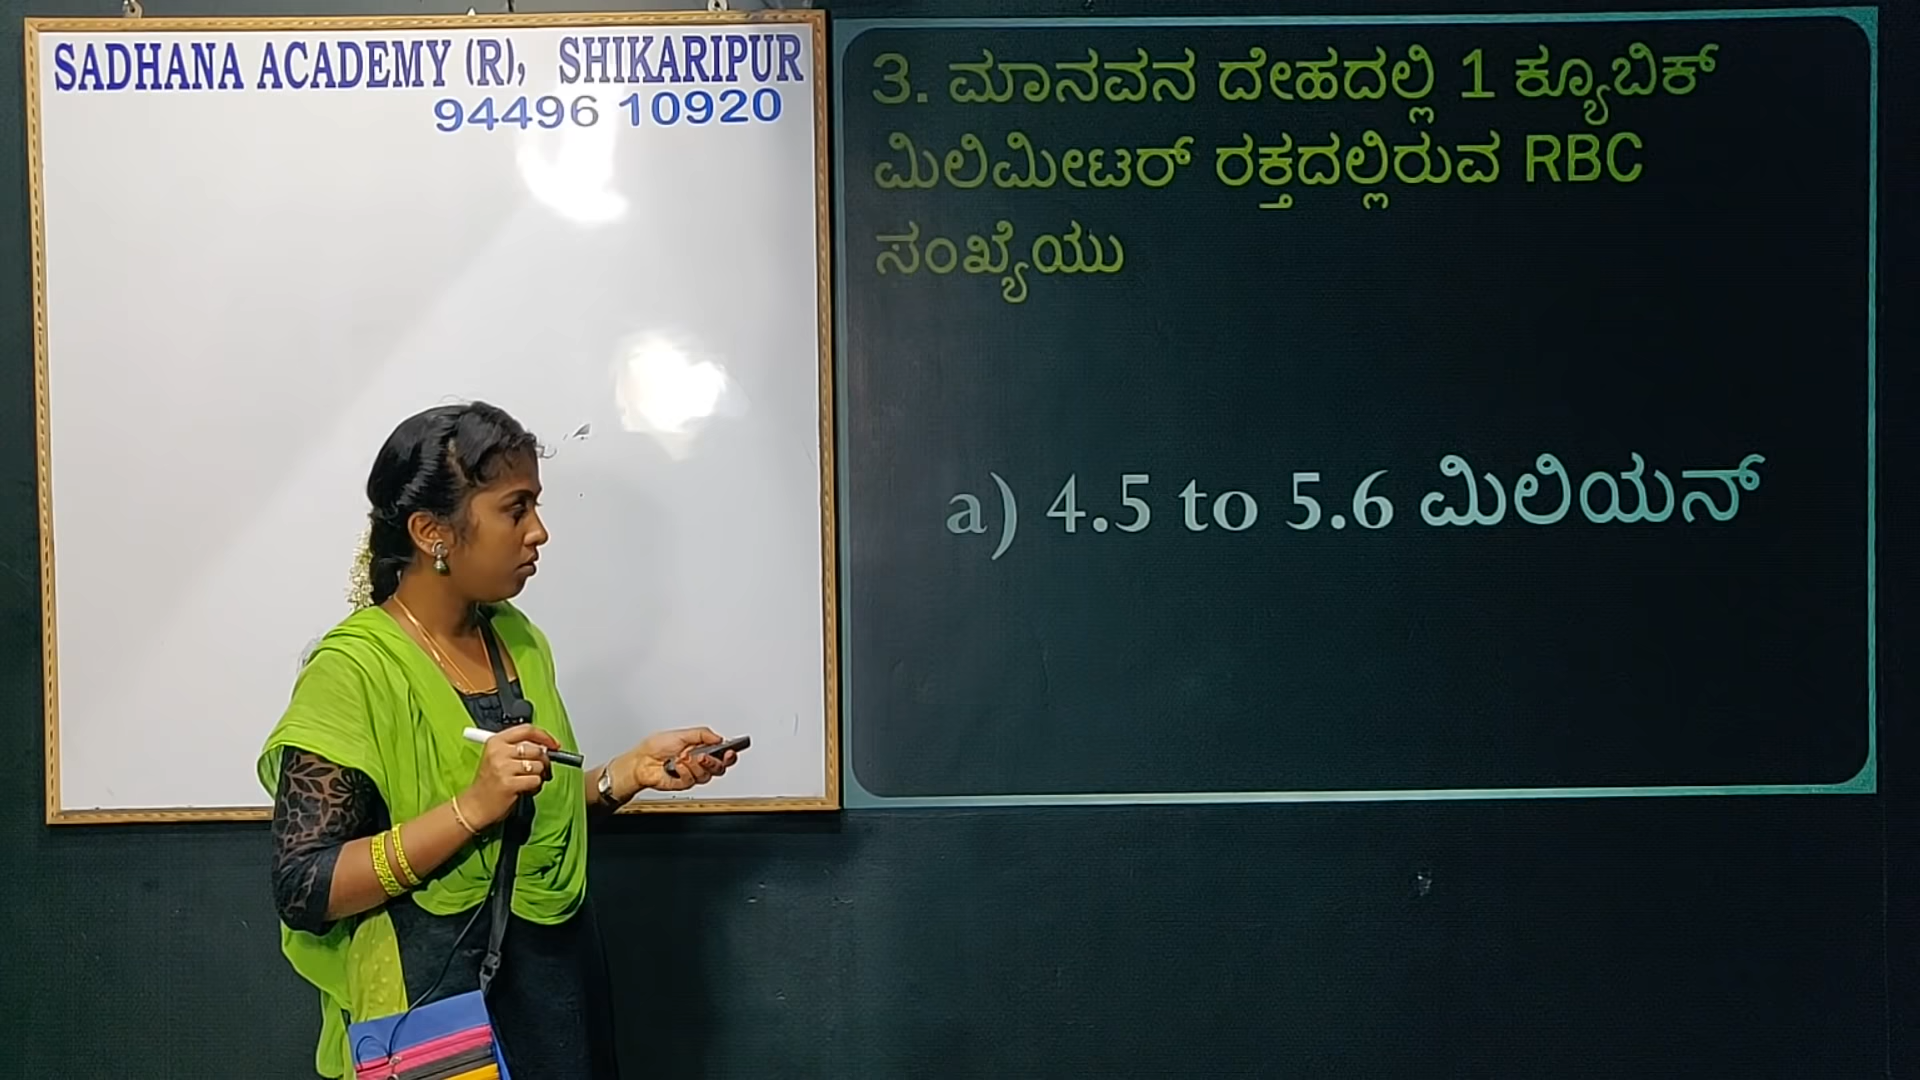 SADHANA ACADEMY (R), SHIKARIPUR
94496 10920
3. ಮಾನವನ ದೇಹದಲ್ಲಿ 1 ಕ್ಯೂಬಿಕ್
ಮಿಲಿಮೀಟರ್ ರಕ್ತದಲ್ಲಿರುವ RBC
ಸಂಖ್ಯೆಯು
a) 4.5 to 5.6 ಮಿಲಿಯನ್